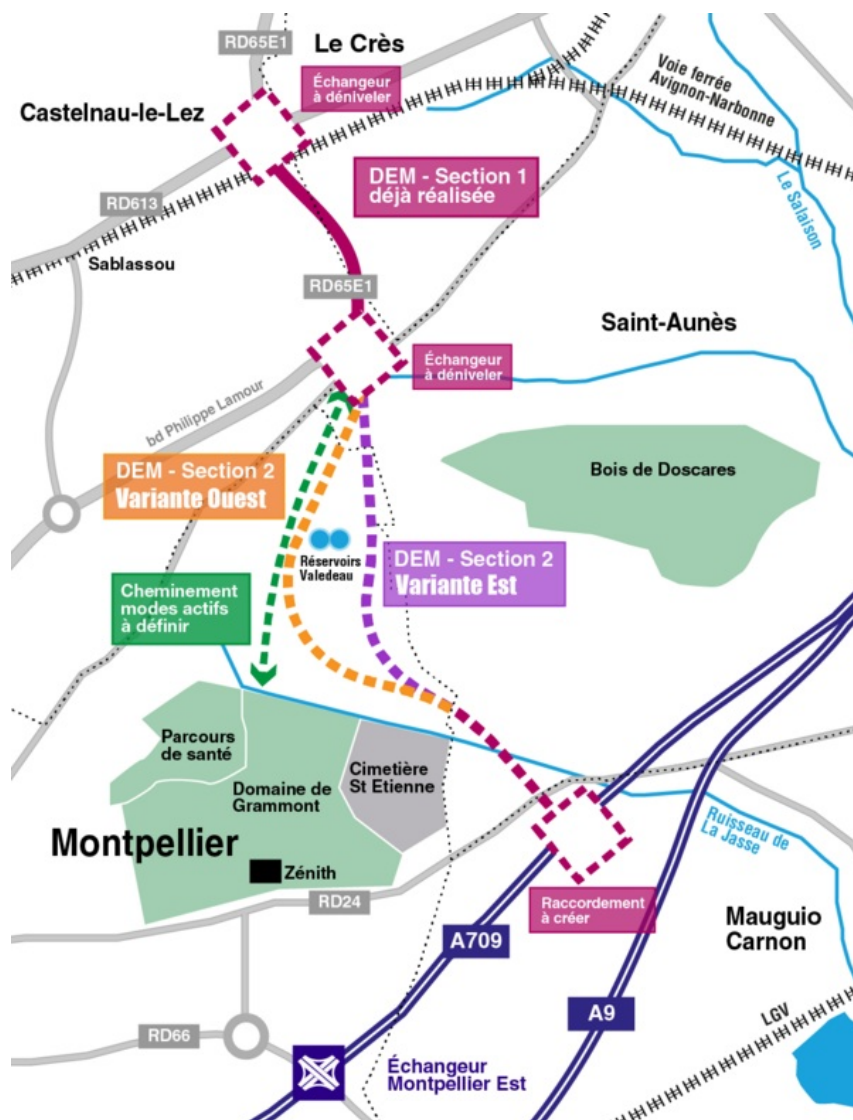 RD65E1
Le Crès
Échangeur
à déniveler
Voie ferrée
Avignon-Narbonne
Castelnau-le-Lez
DEM - Section 1
déjà réalisée
RD613
Le Salaison
Sablassou
RD65E1
Saint-Aunès
Échangeur
à déniveler
bd Philippe Lamour
DEM - Section 2
Variante Ouest
Bois de Doscares
Réservoirs
Valedeau
DEM - Section 2
Variante Est
Cheminement
modes actifs
à définir
Parcours
de santé
Domaine de
Grammont
Cimetière
St Etienne
Montpellier
Zénith
RD24
Ruisseau de
La Jasse
Raccordement
à créer
Mauguio
Carnon
A709
A9
LGV
RD66
Échangeur
Montpellier Est